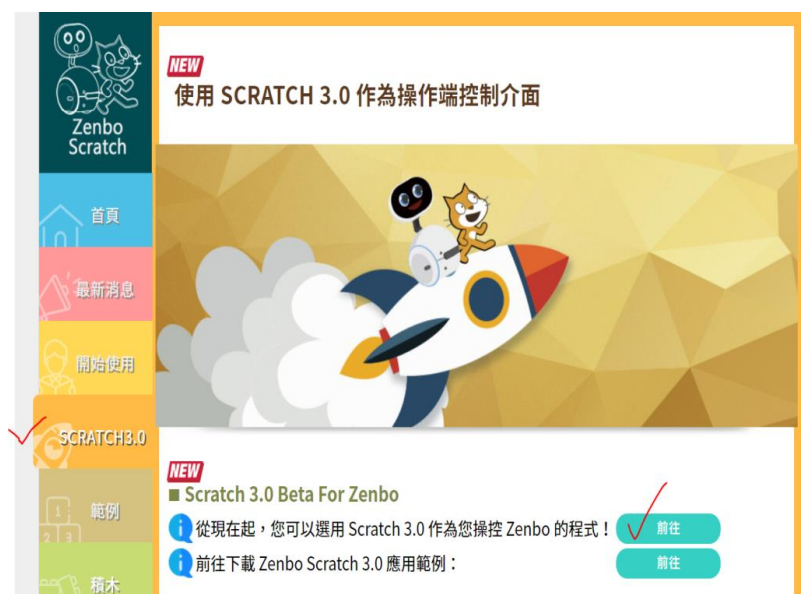 Zenbo
Scratch
首頁
最新消息
開始使用
SCRATCH3.0
範例
積木
NEW
使用 SCRATCH 3.0 作為操作端控制介面
NEW
■ Scratch 3.0 Beta For Zenbo
從現在起，您可以選用 Scratch 3.0 作為您操控 Zenbo 的程式！ 前往
前往下載 Zenbo Scratch 3.0 應用範例： 前往